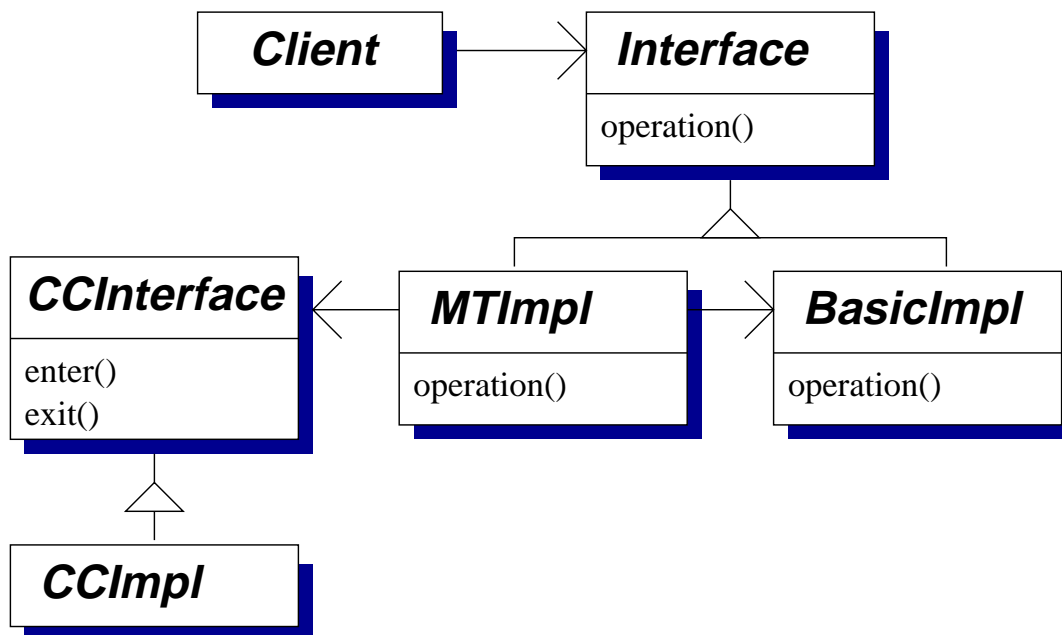 Client
Interface
operation()
CCInterface
enter()
exit()
MTImpl
operation()
BasicImpl
operation()
CCImpl